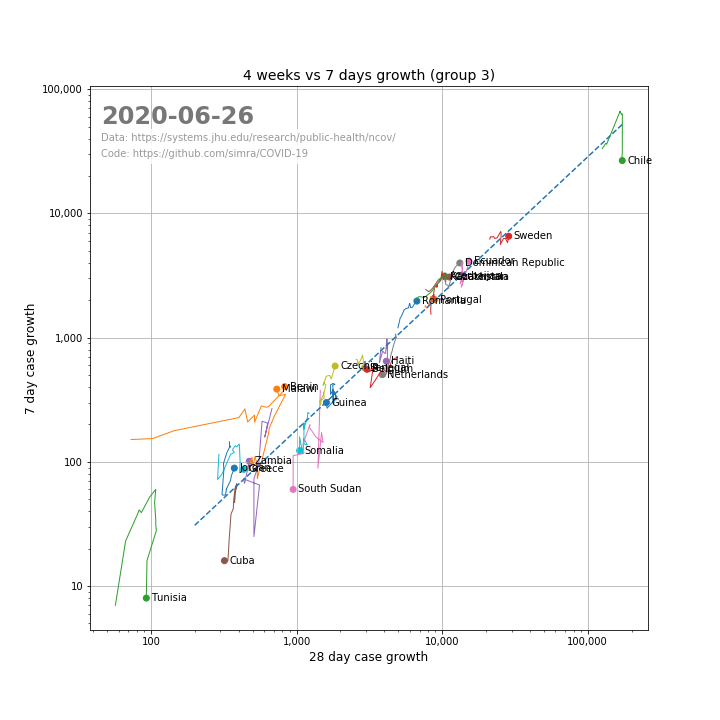 4 weeks vs 7 days growth (group 3)
100,000
2020-06-26
Data: https://systems.jhu.edu/research/public-health/ncov/
Code: https://github.com/simra/COVID-19
Chile
10,000
Sweden
Ecuador
Dominican Republic
Romania
Portugal
1,000
Haiti
Czechia
Belgium
Netherlands
Benin
Malawi
Guinea
Somalia
100
Zambia
Jordan
Greece
South Sudan
Cuba
10
Tunisia
100
1,000
10,000
100,000
28 day case growth
7 day case growth